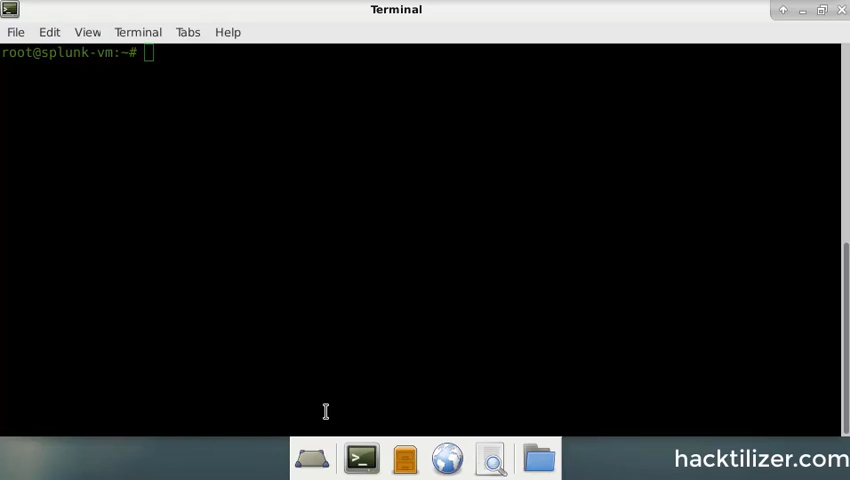 Terminal
File Edit View Terminal Tabs Help
root@splunk-vm:~#
hacktilizer.com